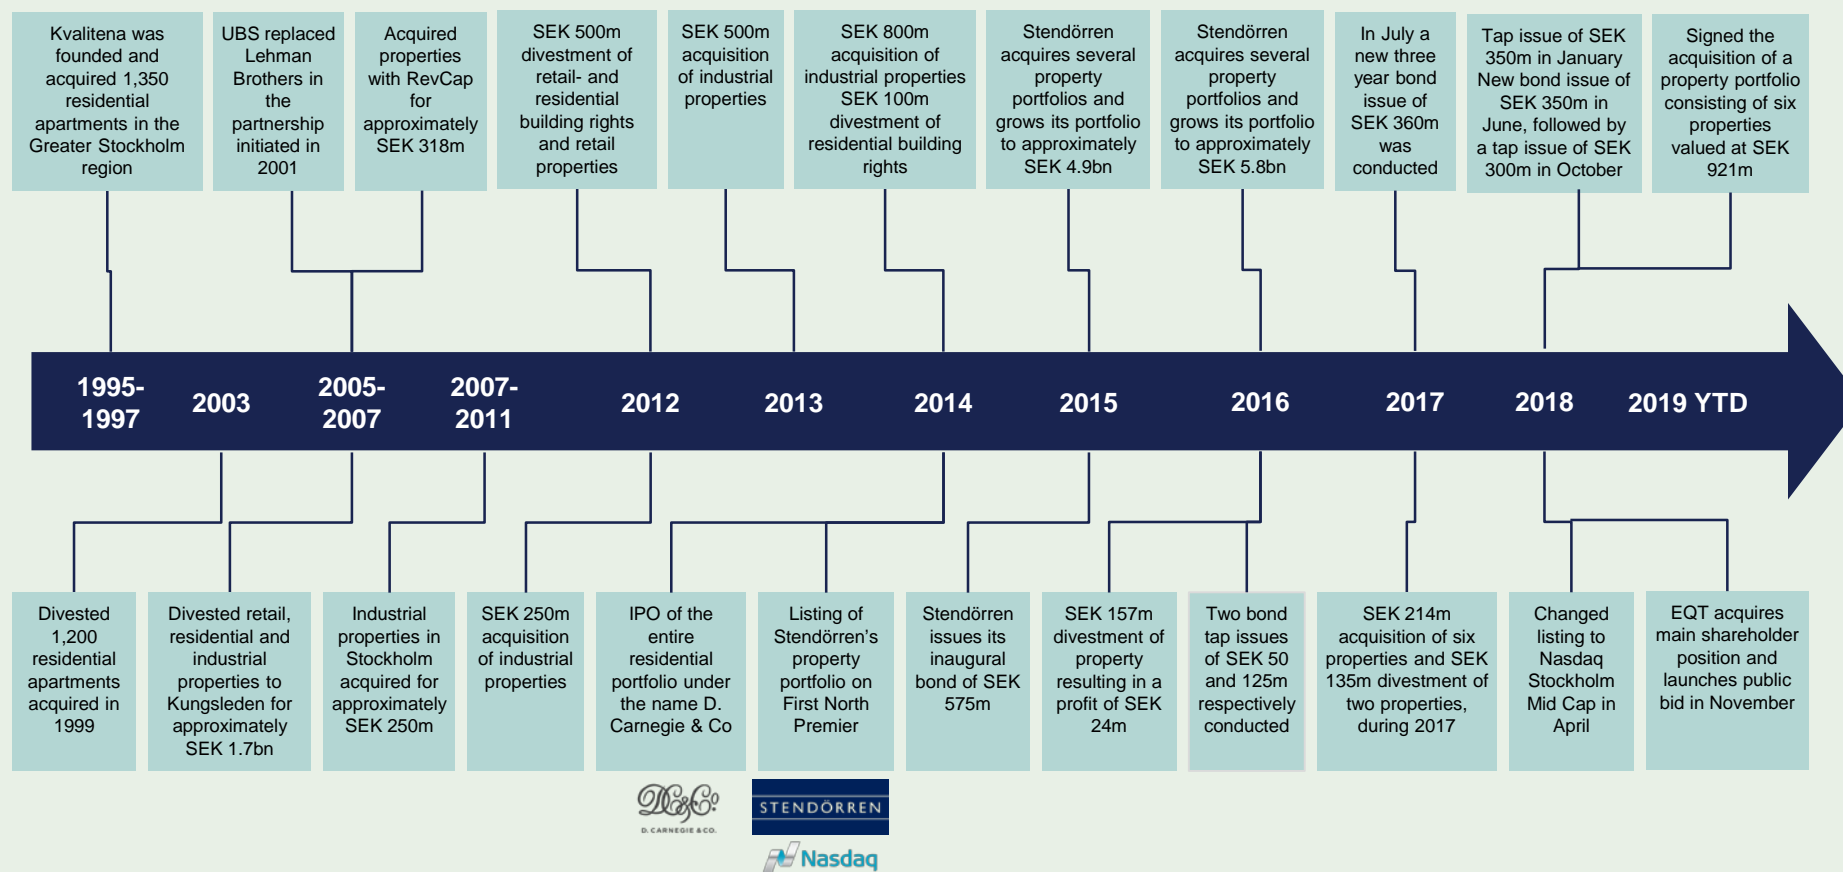 Kvalitena was
founded and
acquired 1,350
residential
apartments in the
Greater Stockholm
region
UBS replaced
Lehman
Brothers in
the
partnership
initiated in
2001
Acquired
properties
with RevCap
for
approximately
SEK 318m
SEK 500m
divestment of
retail- and
residential
building rights
and retail
properties
SEK 500m
acquisition
of industrial
properties
SEK 800m
acquisition of
industrial properties
SEK 100m
divestment of
residential building
rights
Stendörren
acquires several
property
portfolios and
grows its portfolio
to approximately
SEK 4.9bn
Stendörren
acquires several
property
portfolios and
grows its portfolio
to approximately
SEK 5.8bn
In July a
new three
year bond
issue of
SEK 360m
was
conducted
Tap issue of SEK
350m in January
New bond issue of
SEK 350m in
June, followed by
a tap issue of SEK
300m in October
Signed the
acquisition of a
property portfolio
consisting of six
properties
valued at SEK
921m
1995-
1997
2003
2005-
2007
2007-
2011
2012
2013
2014
2015
2016
2017
2018
2019 YTD
Divested
1,200
residential
apartments
acquired in
1999
Divested retail,
residential and
industrial
properties to
Kungsleden for
approximately
SEK 1.7bn
Industrial
properties in
Stockholm
acquired for
approximately
SEK 250m
SEK 250m
acquisition
of industrial
properties
IPO of the
entire
residential
portfolio under
the name D.
Carnegie & Co
Listing of
Stendörren's
property
portfolio on
First North
Premier
Stendörren
issues its
inaugural
bond of SEK
575m
SEK 157m
divestment of
property
resulting in a
profit of SEK
24m
Two bond
tap issues
of SEK 50
and 125m
respectively
conducted
SEK 214m
acquisition of six
properties and SEK
135m divestment of
two properties,
during 2017
Changed
listing to
Nasdaq
Stockholm
Mid Cap in
April
EQT acquires
main shareholder
position and
launches public
bid in November
DC&Co
D. CARNEGIE & CO.
STENDÖRREN
Nasdaq